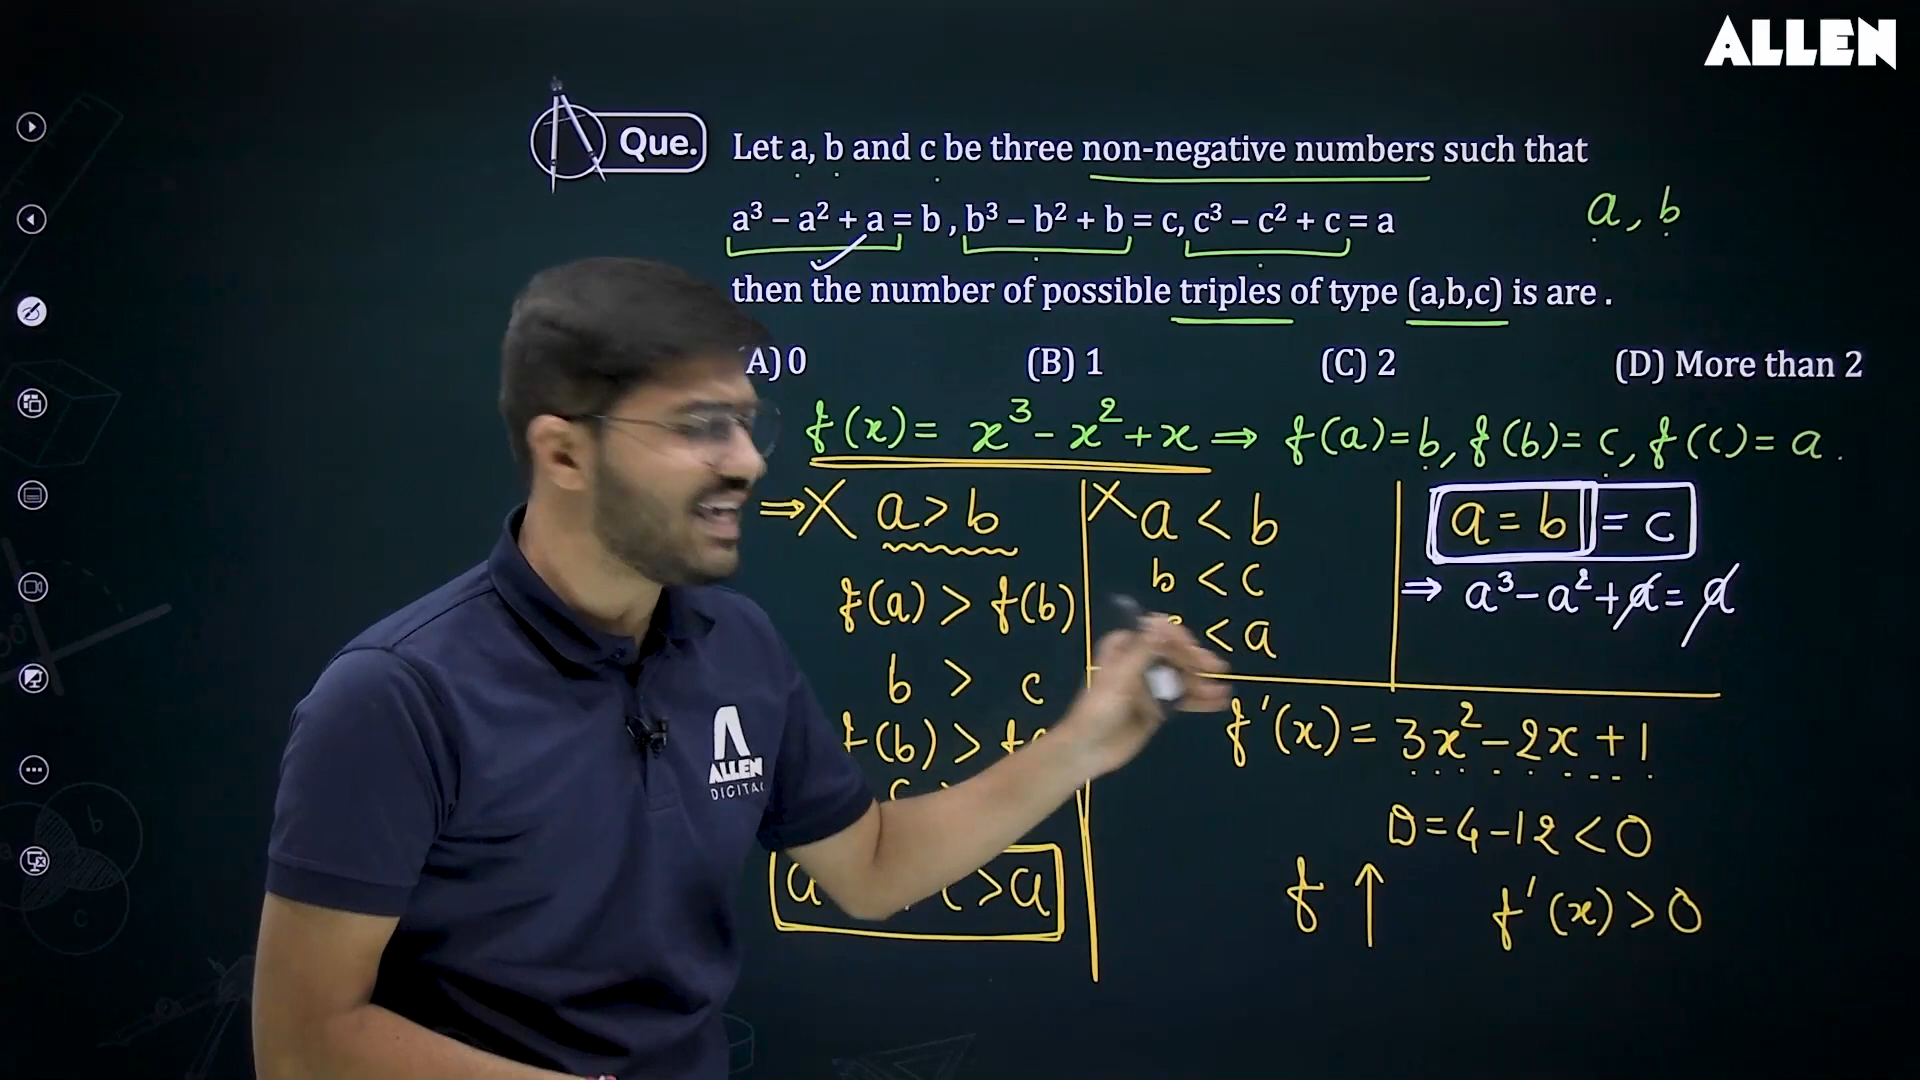 ALLEN
Que. Let a, b and c be three non-negative numbers such that
a³ – a² + a = b , b³ – b² + b = c, c³ – c² + c = a
a, b
then the number of possible triples of type (a,b,c) is are .
A) 0 (B) 1 (C) 2 (D) More than 2
f(x) = x³ – x² + x ⇒ f(a) = b, f(b) = c, f(c) = a .
⇒ X a > b
f(a) > f(b)
b > c
f(b) >
a > a
X a < b
b < c
< a
a = b = c
⇒ a³ – a² + a = a
f'(x) = 3x² – 2x + 1
D = 4 – 12 < 0
f ↑ f'(x) > 0
ALLEN
DIGITAL
b
c